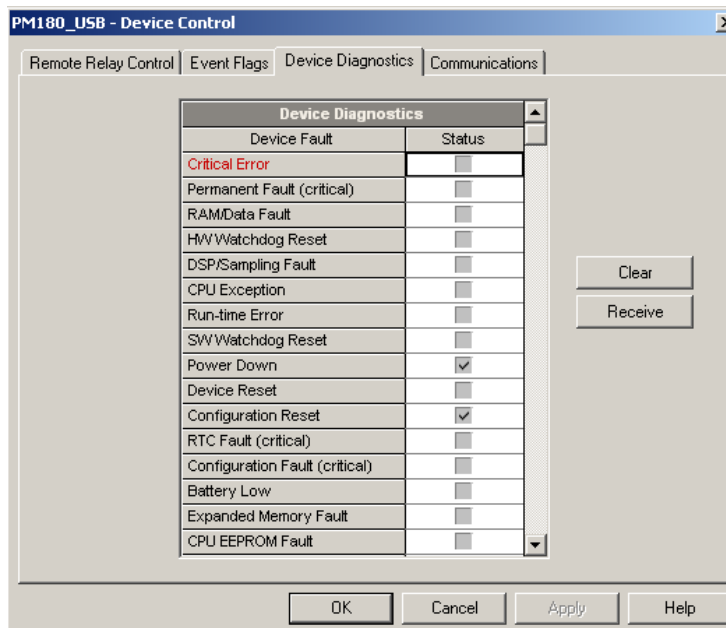 PM180_USB - Device Control
Remote Relay Control Event Flags Device Diagnostics Communications
Device Diagnostics
Device Fault Status
Critical Error
Permanent Fault (critical)
RAM/Data Fault
HW Watchdog Reset
DSP/Sampling Fault
Clear
CPU Exception
Run-time Error
Receive
SW Watchdog Reset
Power Down
Device Reset
Configuration Reset
RTC Fault (critical)
Configuration Fault (critical)
Battery Low
Expanded Memory Fault
CPU EEPROM Fault
OK Cancel Apply Help